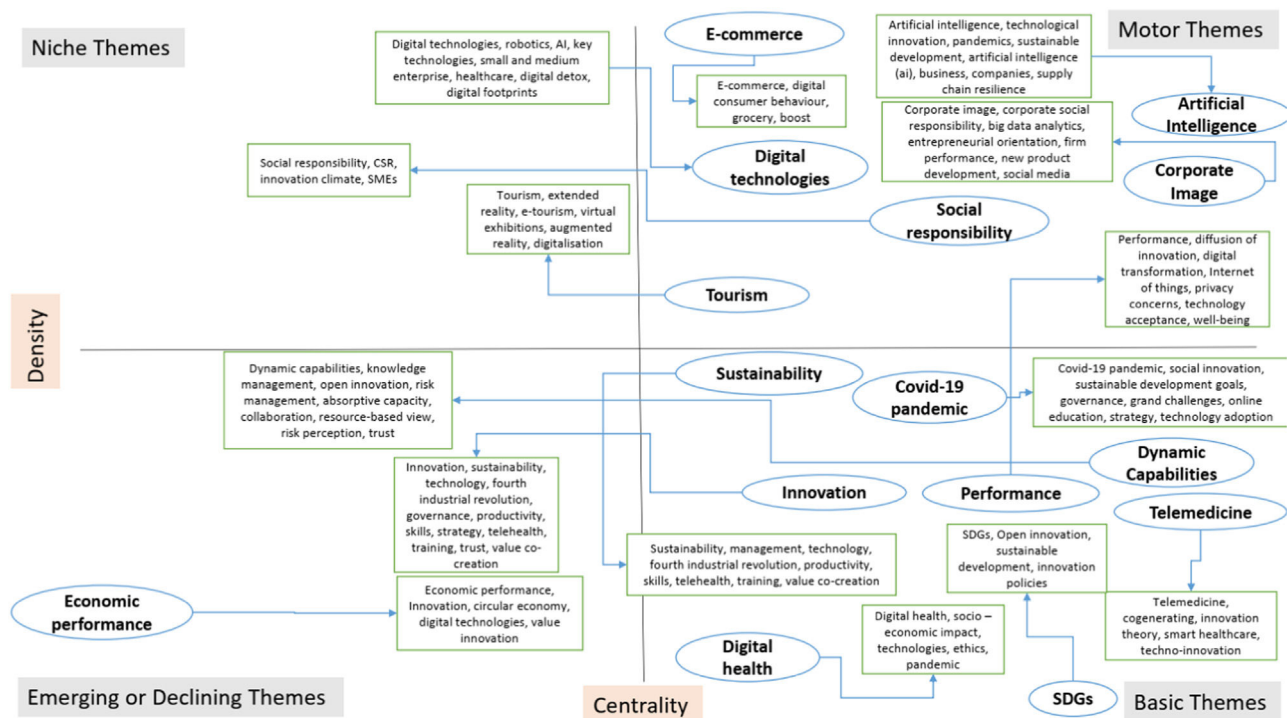 Niche Themes
Digital technologies, robotics, AI, key
technologies, small and medium
enterprise, healthcare, digital detox,
digital footprints
E-commerce
E-commerce, digital
consumer behaviour,
grocery, boost
Artificial intelligence, technological
innovation, pandemics, sustainable
development, artificial intelligence
(ai), business, companies, supply
chain resilience
Motor Themes
Artificial
Intelligence
Corporate image, corporate social
responsibility, big data analytics,
entrepreneurial orientation, firm
performance, new product
development, social media
Corporate
Image
Digital
technologies
Social responsibility, CSR,
innovation climate, SMEs
Tourism, extended
reality, e-tourism, virtual
exhibitions, augmented
reality, digitalisation
Social
responsibility
Tourism
Performance, diffusion of
innovation, digital
transformation, Internet
of things, privacy
concerns, technology
acceptance, well-being
Density
Dynamic capabilities, knowledge
management, open innovation, risk
management, absorptive capacity,
collaboration, resource-based view,
risk perception, trust
Sustainability
Covid-19
pandemic
Covid-19 pandemic, social innovation,
sustainable development goals,
governance, grand challenges, online
education, strategy, technology adoption
Dynamic
Capabilities
Innovation, sustainability,
technology, fourth
industrial revolution,
governance, productivity,
skills, strategy, telehealth,
training, trust, value co-
creation
Innovation
Performance
Telemedicine
Sustainability, management, technology,
fourth industrial revolution, productivity,
skills, telehealth, training, value co-creation
SDGs, Open innovation,
sustainable
development, innovation
policies
Economic
performance
Economic performance,
Innovation, circular economy,
digital technologies, value
innovation
Telemedicine,
cogenerating, innovation
theory, smart healthcare,
techno-innovation
Digital
health
Digital health, socio –
economic impact,
technologies, ethics,
pandemic
SDGs
Emerging or Declining Themes
Centrality
Basic Themes